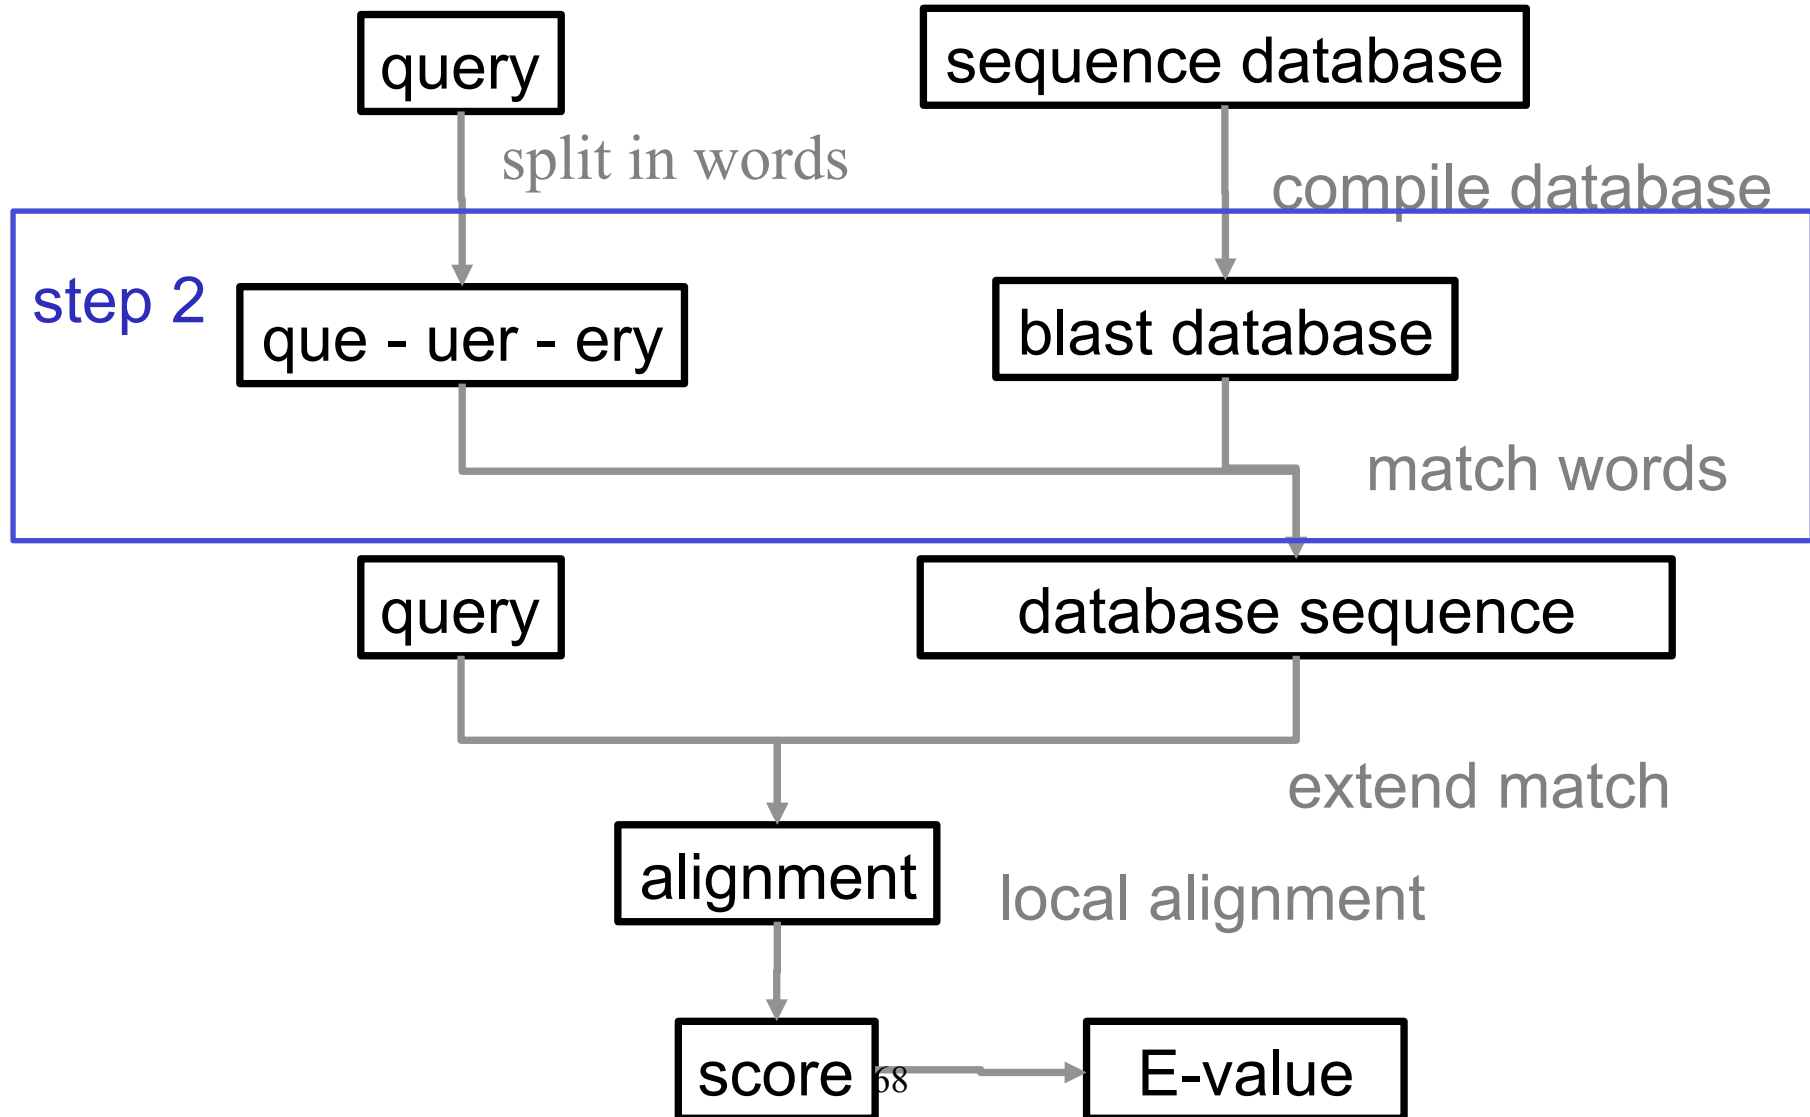 query
sequence database
split in words
compile database
step 2
que - uer - ery
blast database
match words
query
database sequence
extend match
alignment
local alignment
score
68
E-value